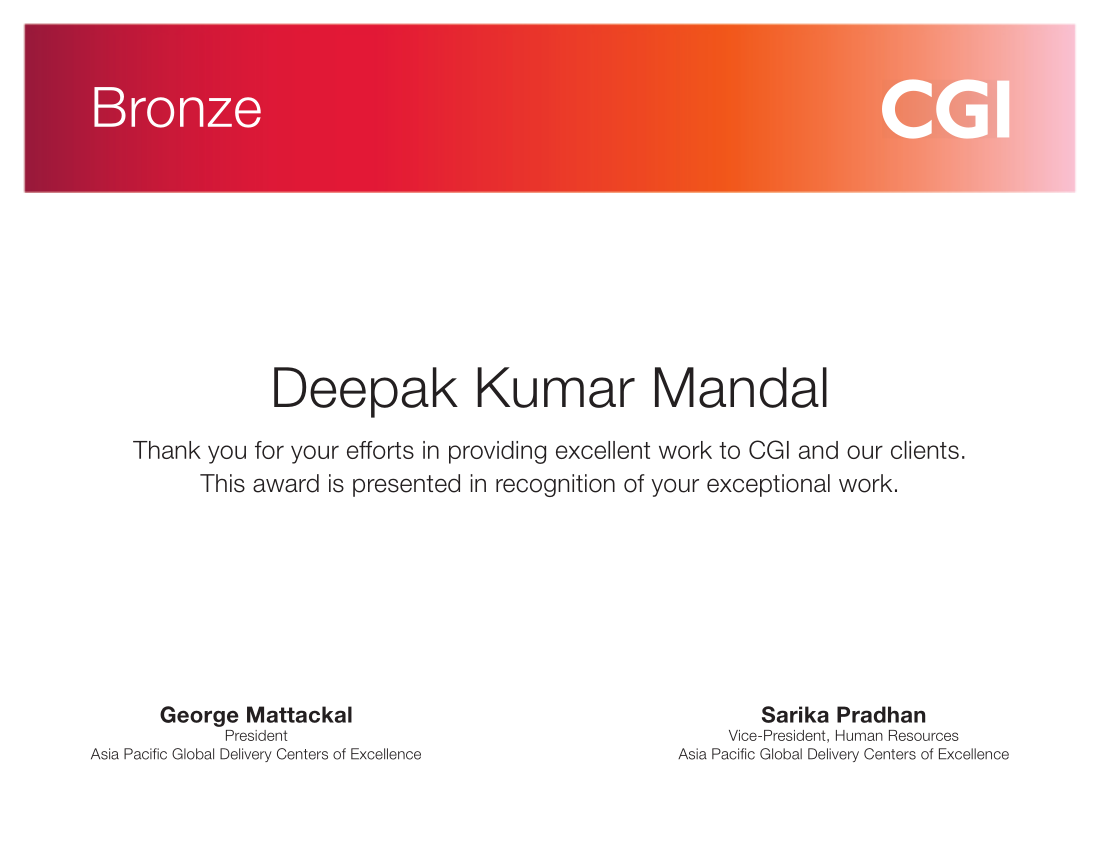 Bronze
CGI
Deepak Kumar Mandal
Thank you for your efforts in providing excellent work to CGI and our clients.
This award is presented in recognition of your exceptional work.
George Mattackal
President
Asia Pacific Global Delivery Centers of Excellence
Sarika Pradhan
Vice-President, Human Resources
Asia Pacific Global Delivery Centers of Excellence